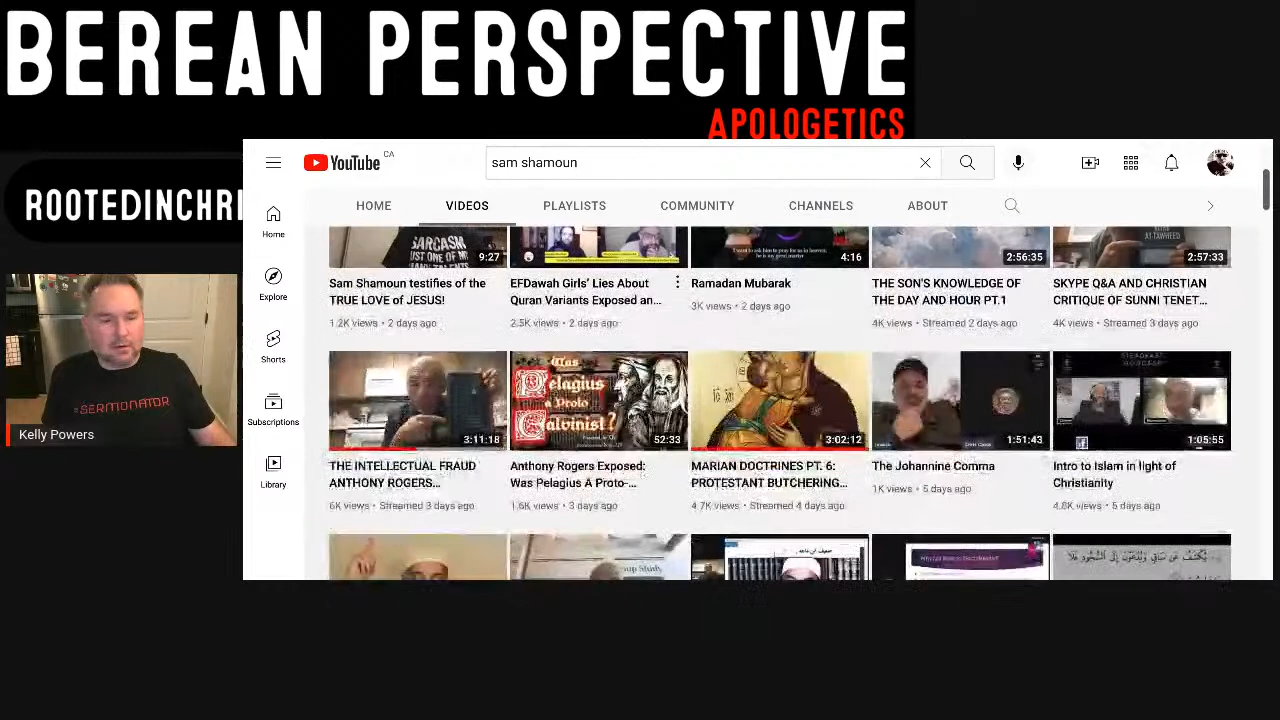 BEREAN PERSPECTIVE
APOLOGETICS
ROOTEDINCHRI
YouTube CA
sam shamoun
HOME VIDEOS PLAYLISTS COMMUNITY CHANNELS ABOUT
Home
Explore
Shorts
Subscriptions
Library
SARCASM
JUST ONE OF MY
9:27
4:16
2:56:35
AT-TAWHEED
2:57:33
Sam Shamoun testifies of the
TRUE LOVE of JESUS!
1.2K views • 2 days ago
EFDawah Girls' Lies About
Quran Variants Exposed an...
2.5K views • 2 days ago
Ramadan Mubarak
3K views • 2 days ago
THE SON'S KNOWLEDGE OF
THE DAY AND HOUR PT.1
4K views • Streamed 2 days ago
SKYPE Q&A AND CHRISTIAN
CRITIQUE OF SUNNI TENET...
4K views • Streamed 3 days ago
3:11:18
Was
Pelagius
a Proto
Calvinist?
52:33
3:02:12
1:51:43
1:05:55
THE INTELLECTUAL FRAUD
ANTHONY ROGERS...
6K views • Streamed 3 days ago
Anthony Rogers Exposed:
Was Pelagius A Proto-...
1.6K views • 3 days ago
MARIAN DOCTRINES PT. 6:
PROTESTANT BUTCHERING...
4.7K views • Streamed 4 days ago
The Johannine Comma
1K views • 5 days ago
Intro to Islam in light of
Christianity
4.8K views • 5 days ago
SERMONATOR
Kelly Powers